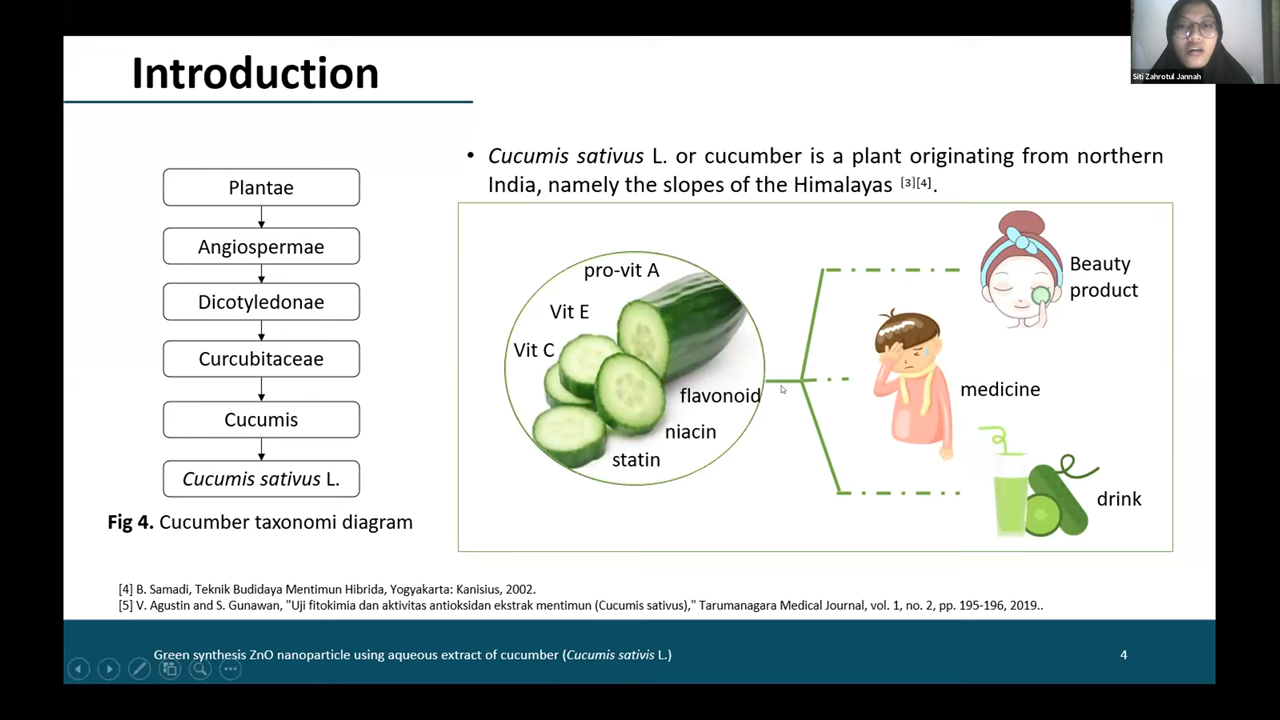 Introduction
Siti Zahrotul Jannah
Plantae
Angiospermae
Dicotyledonae
Curcubitaceae
Cucumis
Cucumis sativus L.
Fig 4. Cucumber taxonomi diagram
• Cucumis sativus L. or cucumber is a plant originating from northern
India, namely the slopes of the Himalayas [3][4].
pro-vit A
Vit E
Vit C
flavonoid
niacin
statin
Beauty
product
medicine
drink
[4] B. Samadi, Teknik Budidaya Mentimun Hibrida, Yogyakarta: Kanisius, 2002.
[5] V. Agustin and S. Gunawan, "Uji fitokimia dan aktivitas antioksidan ekstrak mentimun (Cucumis sativus)," Tarumanagara Medical Journal, vol. 1, no. 2, pp. 195-196, 2019..
Green synthesis ZnO nanoparticle using aqueous extract of cucumber (Cucumis sativis L.)
4